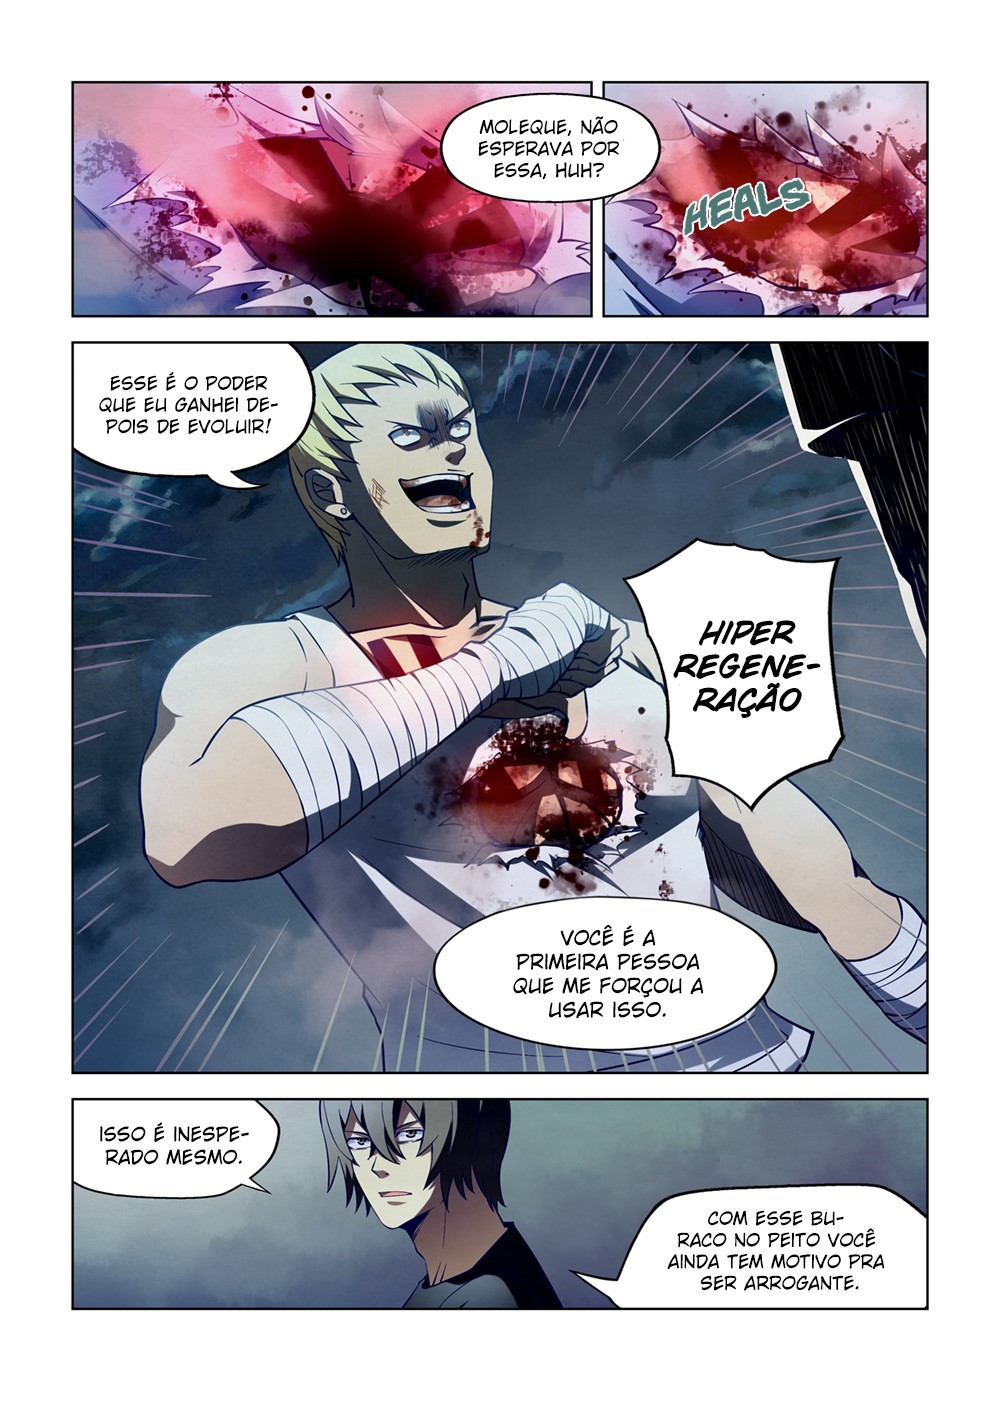 MOLEQUE, NÃO
ESPERAVA POR
ESSA, HUH?
HEALS
ESSE É O PODER
QUE EU GANHEI DE-
POIS DE EVOLUIR!
HIPER
REGENE-
RAÇÃO
VOCÊ É A
PRIMEIRA PESSOA
QUE ME FORÇOU A
USAR ISSO.
ISSO É INESPE-
RADO MESMO.
COM ESSE BU-
RACO NO PEITO VOCÊ
AINDA TEM MOTIVO PRA
SER ARROGANTE.